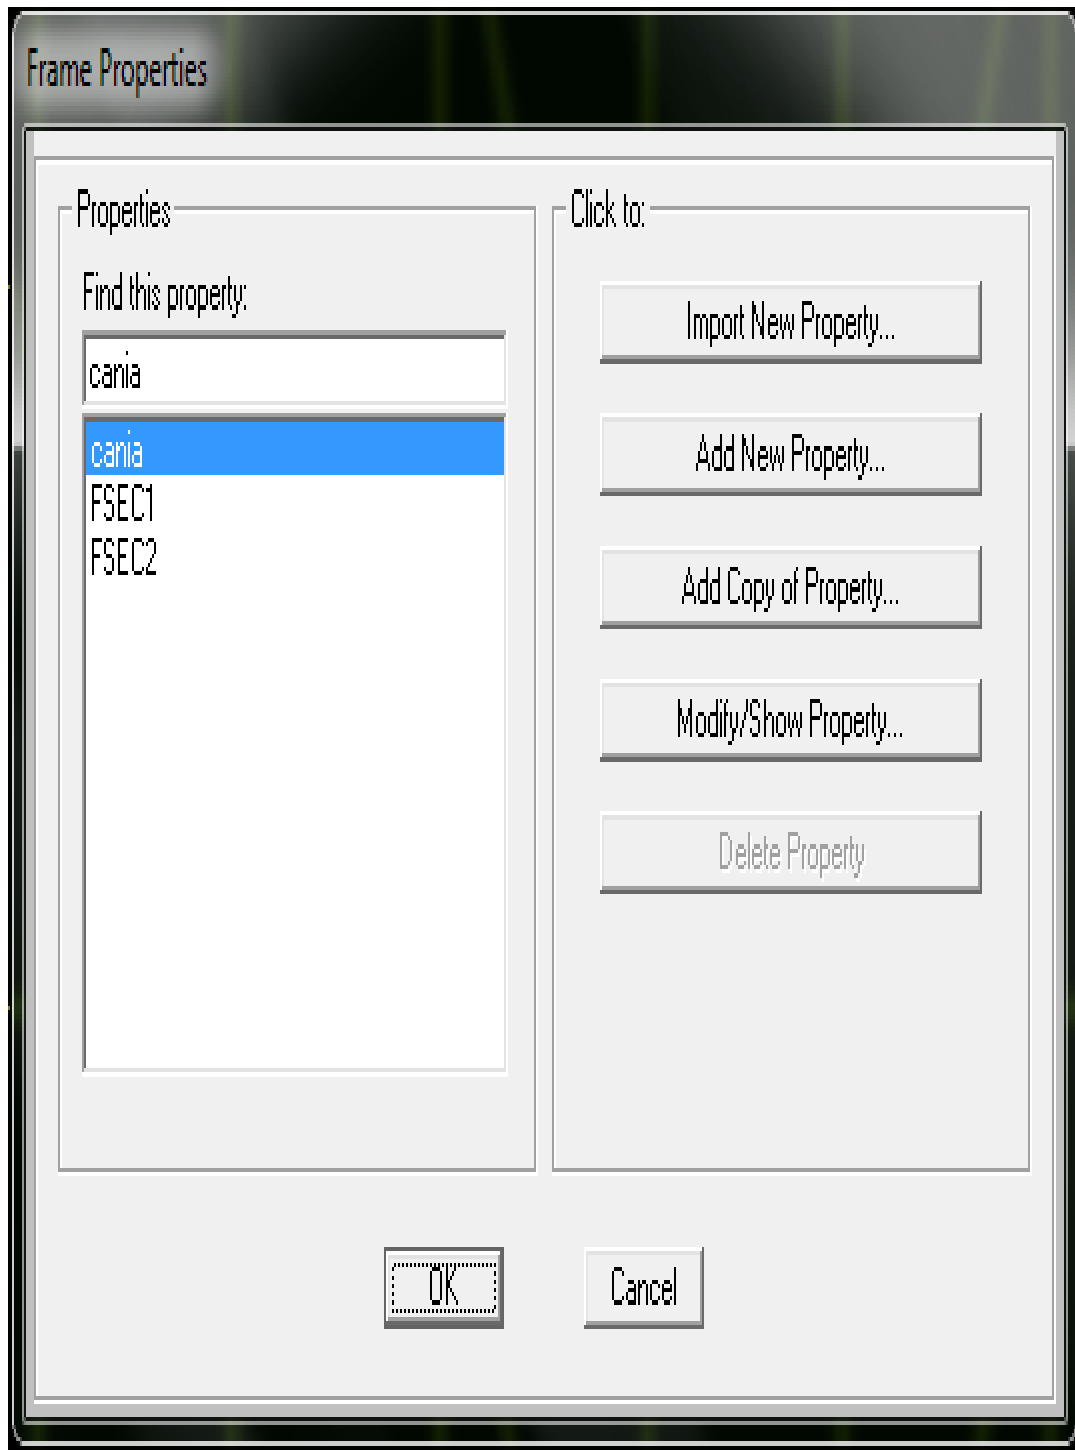 Frame Properties
Properties
Find this property:
cania
cania
FSEC1
FSEC2
Click to:
Import New Property...
Add New Property...
Add Copy of Property...
Modify/Show Property...
Delete Property
OK
Cancel